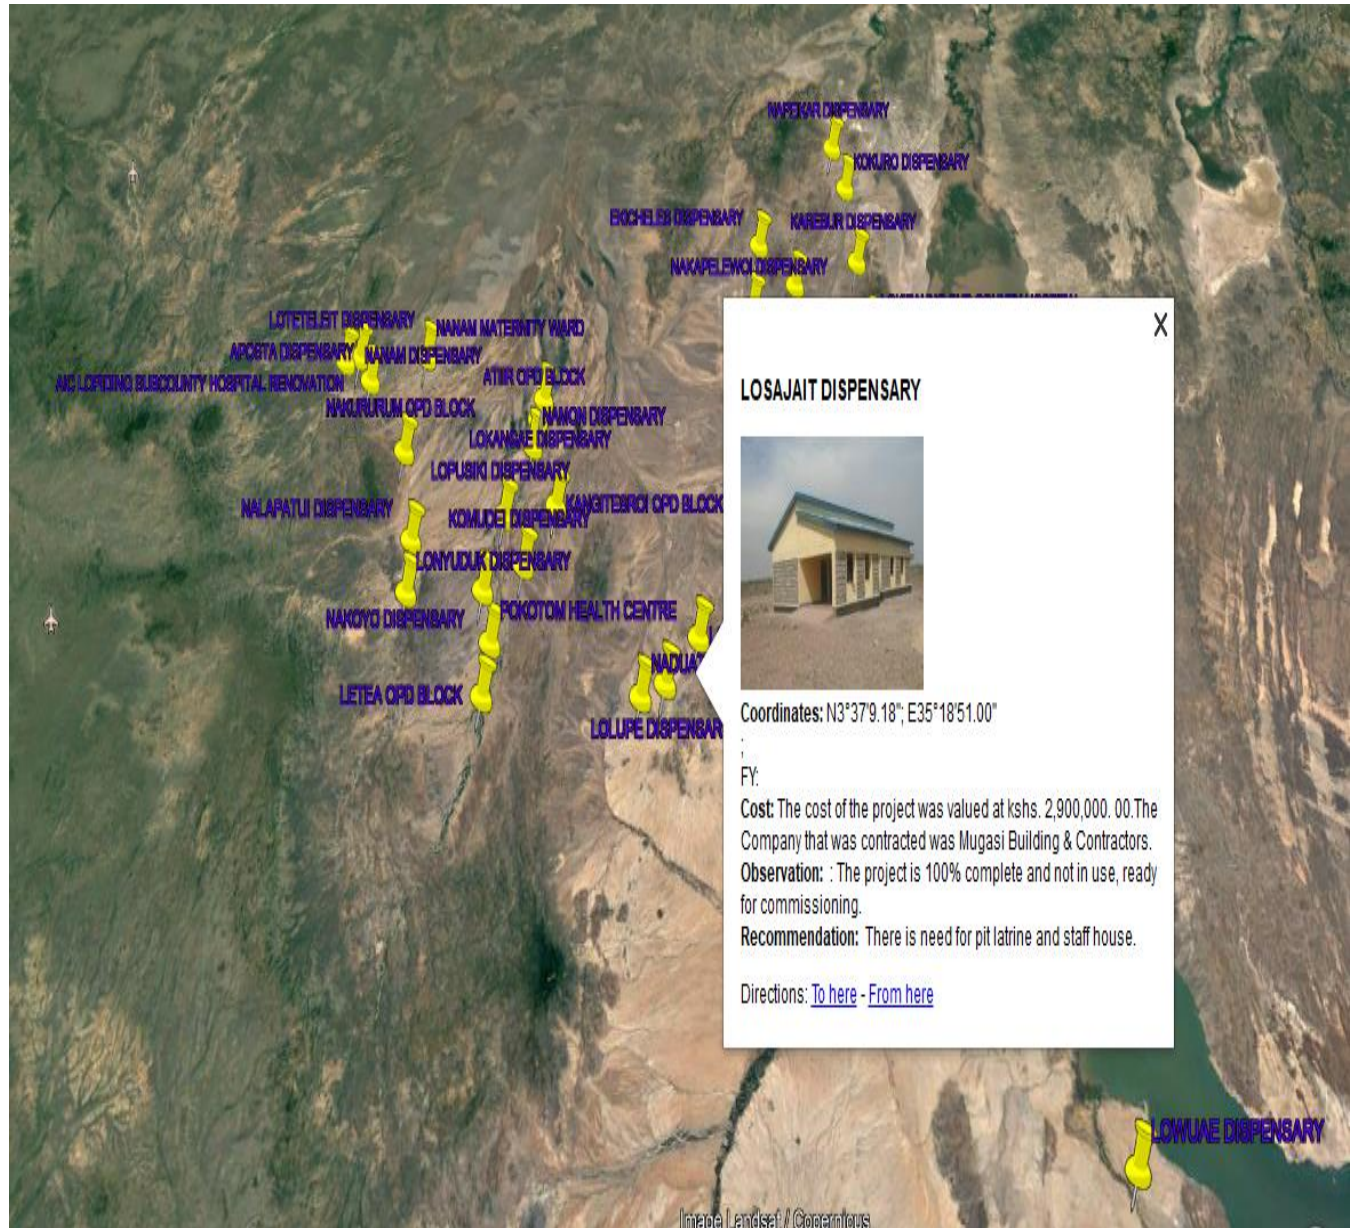 NAPEIKAR DISPENSARY
KOKURO DISPENSARY
EKICHELES DISPENSARY
KAREBUR DISPENSARY
NAKAPELEWOI DISPENSARY
LOTETELEIT DISPENSARY
NANAM MATERNITY WARD
APOSTA DISPENSARY
NANAM DISPENSARY
ATIIR OPD BLOCK
AIC LOPIDING SUBCOUNTY HOSPITAL RENOVATION
NAKURURUM OPD BLOCK
NAMON DISPENSARY
LOKANGAE DISPENSARY
LOPUSIKI DISPENSARY
NALAPATUI DISPENSARY
KANGITESROI OPD BLOCK
KOMUDEI DISPENSARY
LONYUDUK DISPENSARY
NAKOYO DISPENSARY
POKOTOM HEALTH CENTRE
NADUAT
LETEA OPD BLOCK
LOLUPE DISPENSAR
LOSAJAIT DISPENSARY
Coordinates: N3°37'9.18"; E35°18'51.00"
;
FY:
Cost: The cost of the project was valued at kshs. 2,900,000. 00.The
Company that was contracted was Mugasi Building & Contractors.
Observation: : The project is 100% complete and not in use, ready
for commissioning.
Recommendation: There is need for pit latrine and staff house.
Directions: To here - From here
LOWUAE DISPENSARY
Image Landsat / Copernicus